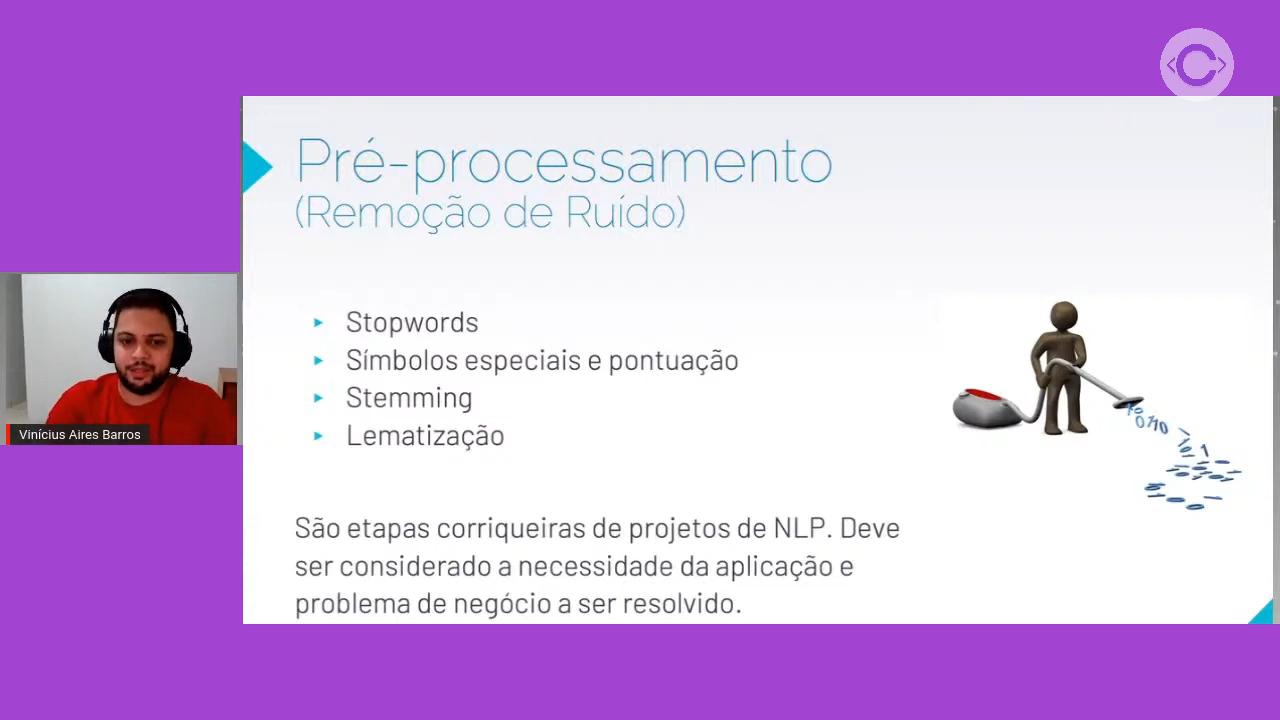 Pré-processamento
(Remoção de Ruído)
Stopwords
Símbolos especiais e pontuação
Stemming
Lematização
São etapas corriqueiras de projetos de NLP. Deve
ser considerado a necessidade da aplicação e
problema de negócio a ser resolvido.
Vinícius Aires Barros